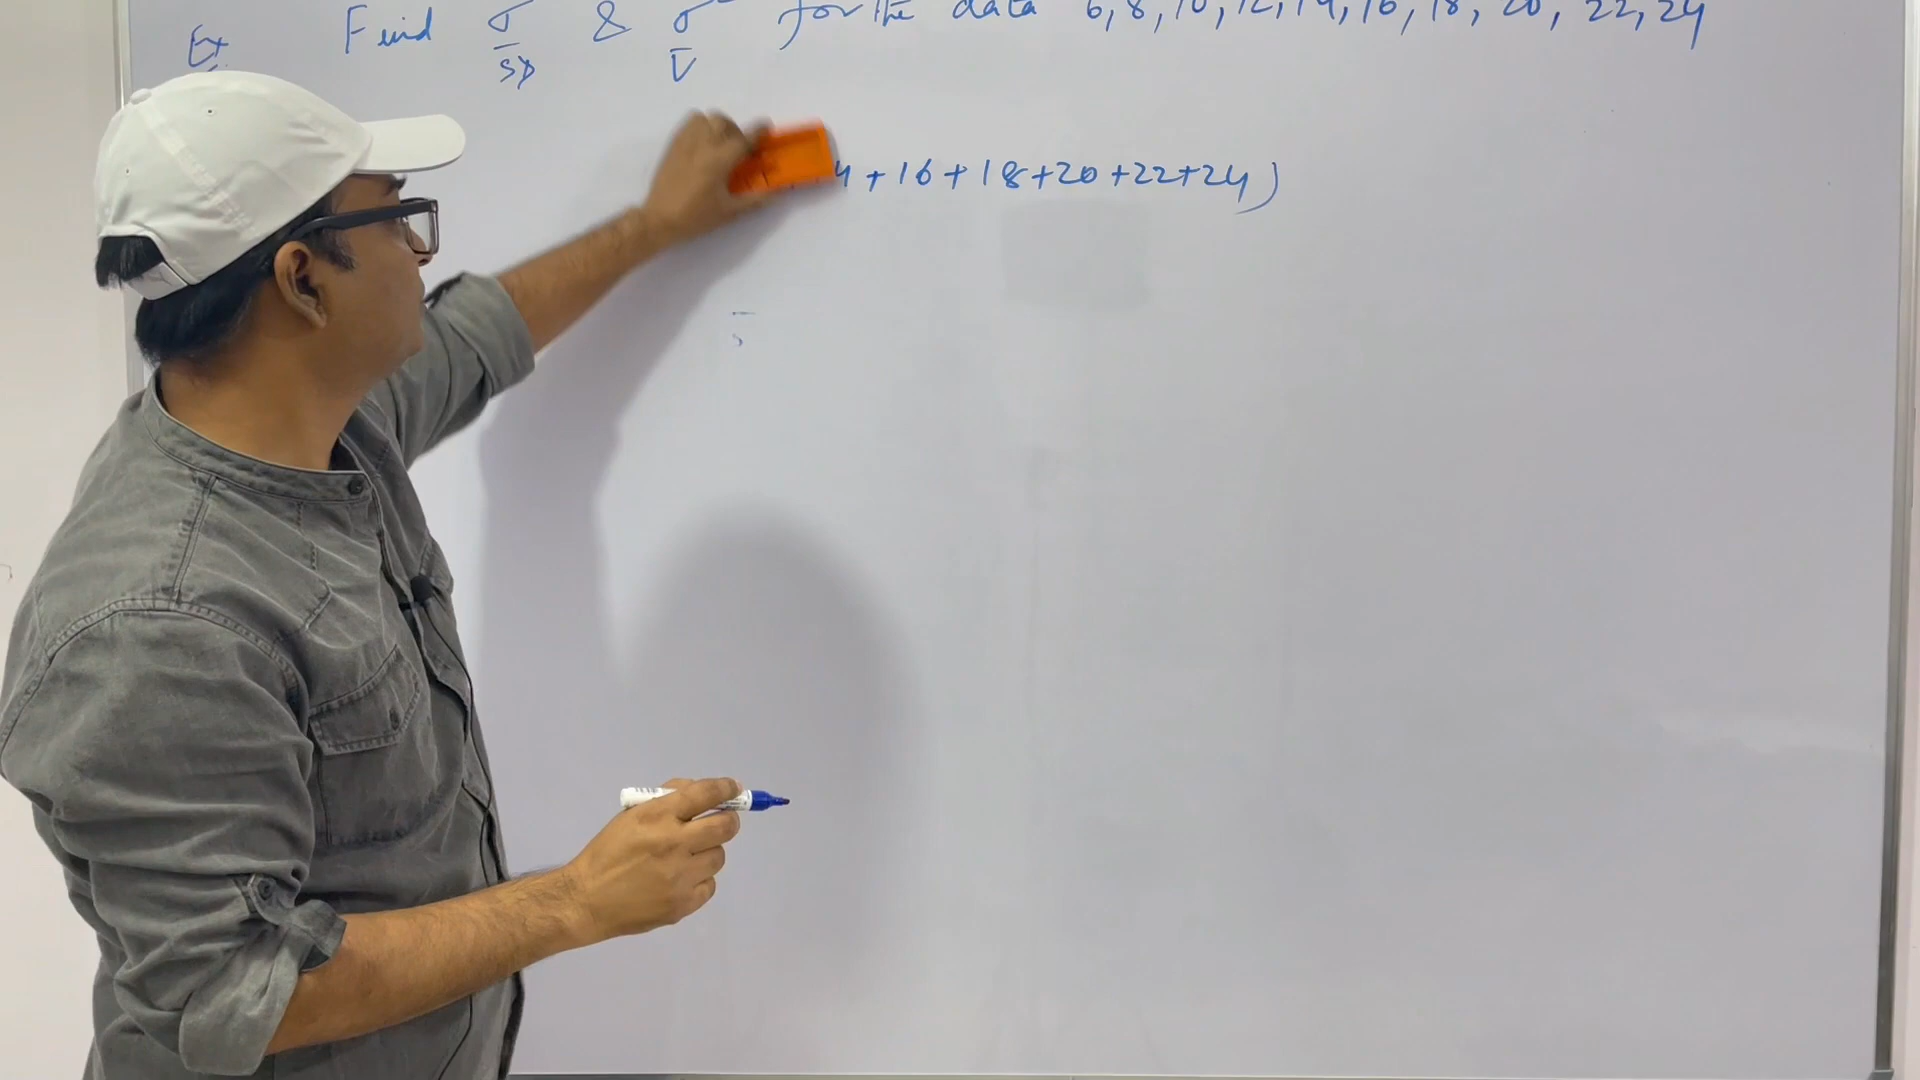 Ex. Find σ & σ² for the data 6, 8, 10, 12, 14, 16, 18, 20, 22, 24
SD V
4 + 16 + 18 + 20 + 22 + 24)